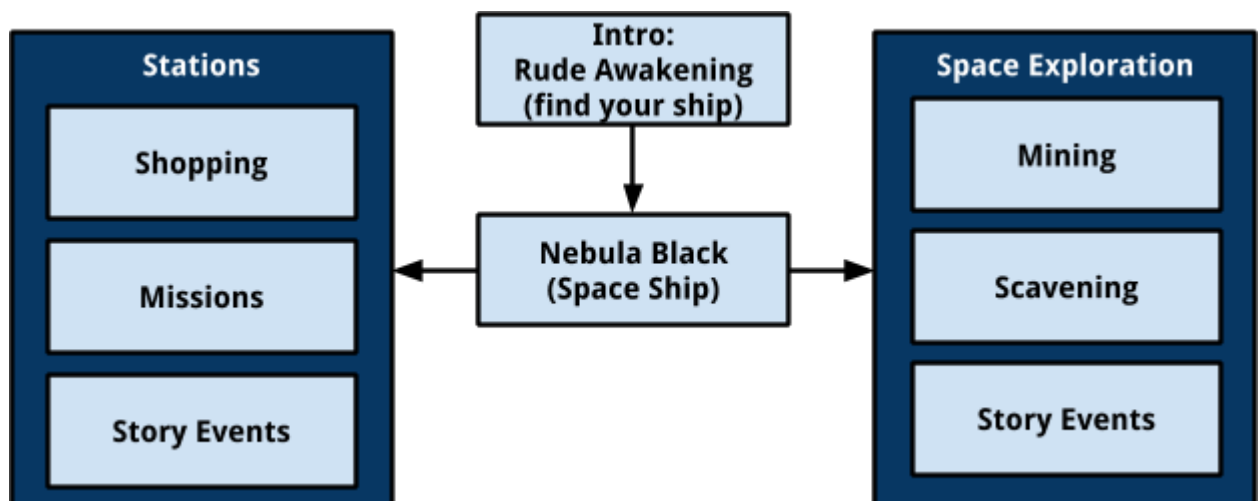 Stations
Shopping
Missions
Story Events
Intro:
Rude Awakening
(find your ship)
Nebula Black
(Space Ship)
Space Exploration
Mining
Scavening
Story Events